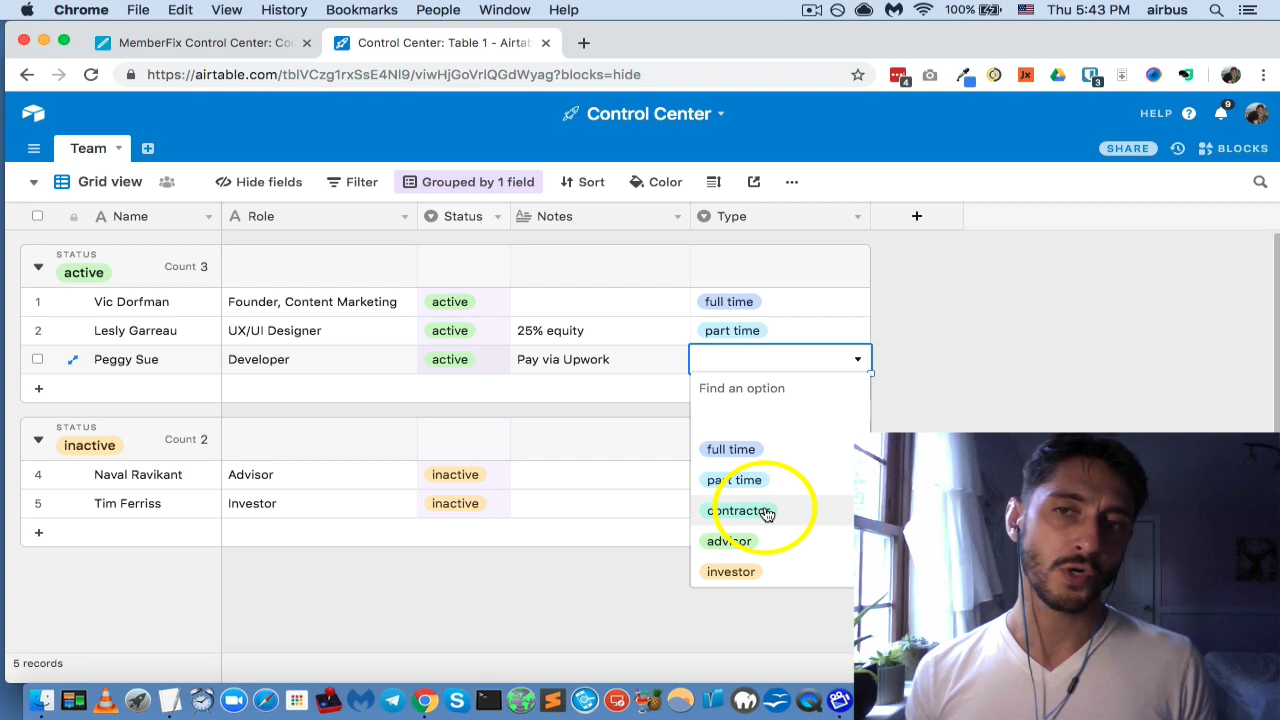 Chrome File Edit View History Bookmarks People Window Help 100% Thu 5:43 PM airbus
MemberFix Control Center: Co
Control Center: Table 1 - Airtab
https://airtable.com/tblVCzg1rxSsE4Nl9/viwHjGoVrlQGdWyag?blocks=hide
4 3
Control Center
HELP 9
Team
SHARE BLOCKS
Grid view Hide fields Filter Grouped by 1 field Sort Color
Name Role Status Notes Type
STATUS
active Count 3
1 Vic Dorfman Founder, Content Marketing active full time
2 Lesly Garreau UX/UI Designer active 25% equity part time
Peggy Sue Developer active Pay via Upwork
Find an option
full time
part time
contractor
advisor
investor
STATUS
inactive Count 2
4 Naval Ravikant Advisor inactive
5 Tim Ferriss Investor inactive
5 records